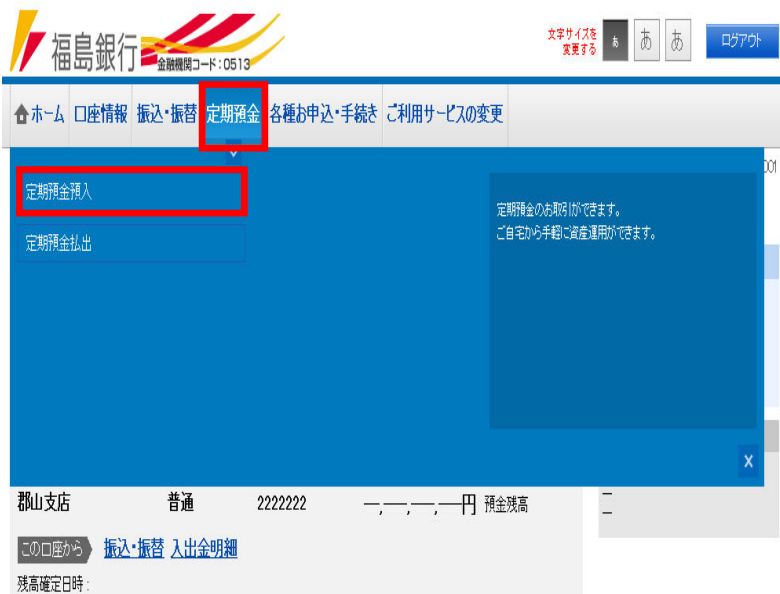 福島銀行 金融機関コード:0513
文字サイズを
変更する
あ あ あ
ログアウト
ホーム 口座情報 振込・振替 定期預金 各種お申込・手続き ご利用サービスの変更
001
定期預金預入
定期預金払出
定期預金のお取引ができます。
ご自宅から手軽に資産運用ができます。
×
郡山支店 普通 2222222 ―,――,――,――円 預金残高
この口座から 振込・振替 入出金明細
残高確定日時: